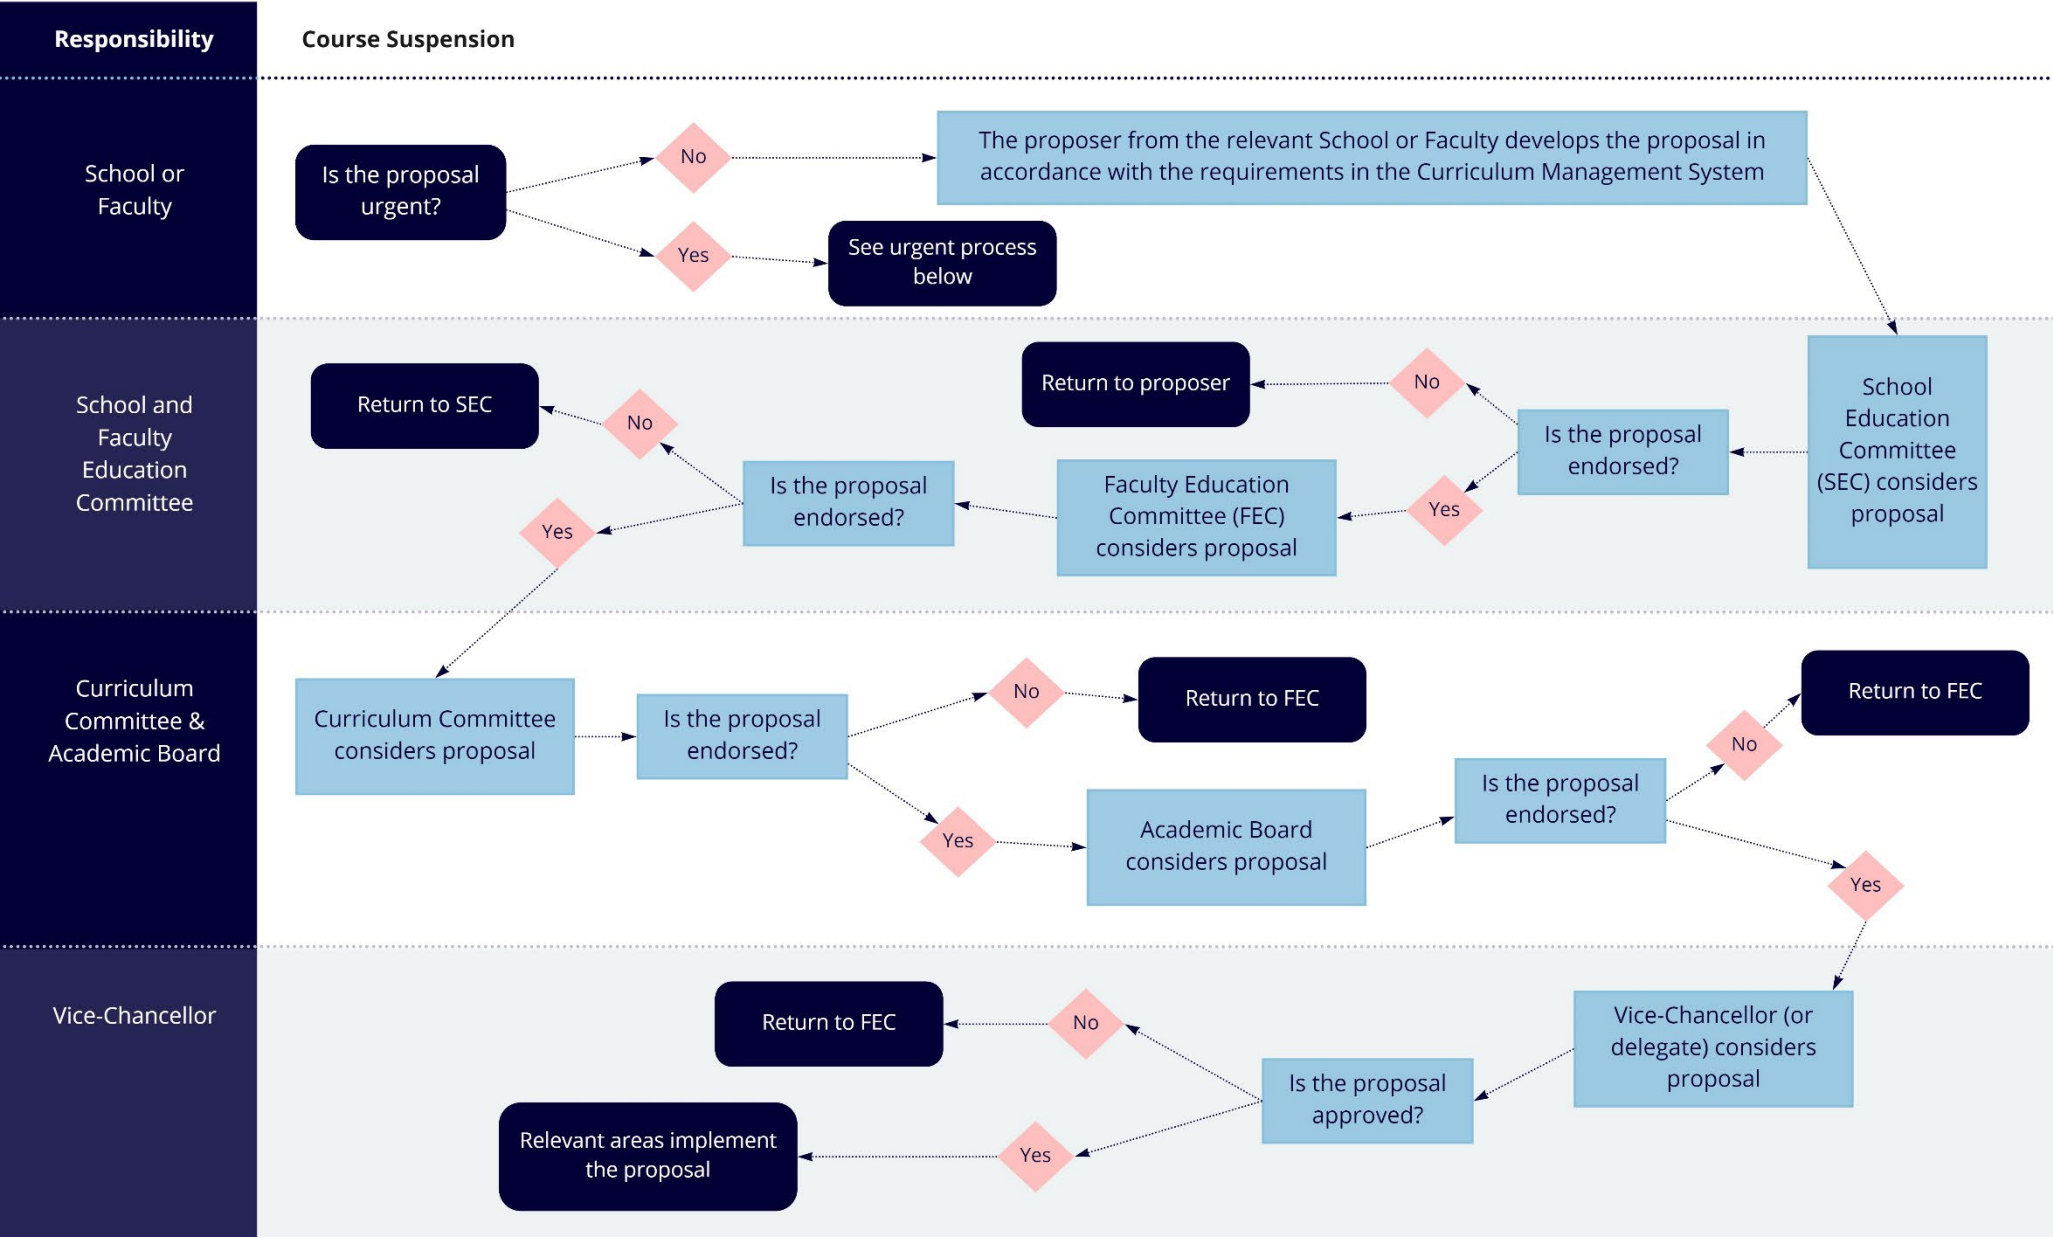 Responsibility
Course Suspension
School or
Faculty
Is the proposal
urgent?
No
The proposer from the relevant School or Faculty develops the proposal in
accordance with the requirements in the Curriculum Management System
Yes
See urgent process
below
School and
Faculty
Education
Committee
School
Education
Committee
(SEC) considers
proposal
Is the proposal
endorsed?
No
Return to proposer
Yes
Faculty Education
Committee (FEC)
considers proposal
Is the proposal
endorsed?
No
Return to SEC
Yes
Curriculum
Committee &
Academic Board
Curriculum Committee
considers proposal
Is the proposal
endorsed?
No
Return to FEC
Yes
Academic Board
considers proposal
Is the proposal
endorsed?
No
Return to FEC
Yes
Vice-Chancellor
Vice-Chancellor (or
delegate) considers
proposal
Is the proposal
approved?
No
Return to FEC
Yes
Relevant areas implement
the proposal